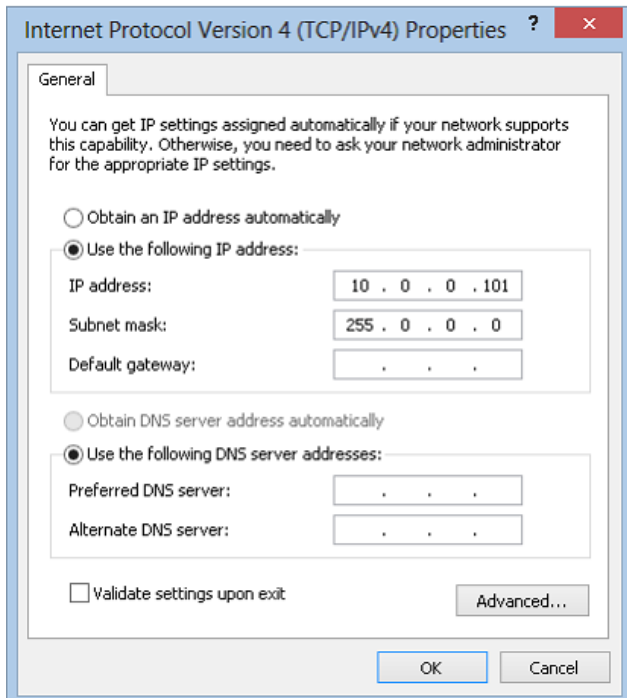 Internet Protocol Version 4 (TCP/IPv4) Properties ? ×
General
You can get IP settings assigned automatically if your network supports
this capability. Otherwise, you need to ask your network administrator
for the appropriate IP settings.
Obtain an IP address automatically
Use the following IP address:
IP address: 10 . 0 . 0 . 101
Subnet mask: 255 . 0 . 0 . 0
Default gateway: . . .
Obtain DNS server address automatically
Use the following DNS server addresses:
Preferred DNS server: . . .
Alternate DNS server: . . .
Validate settings upon exit
Advanced...
OK Cancel